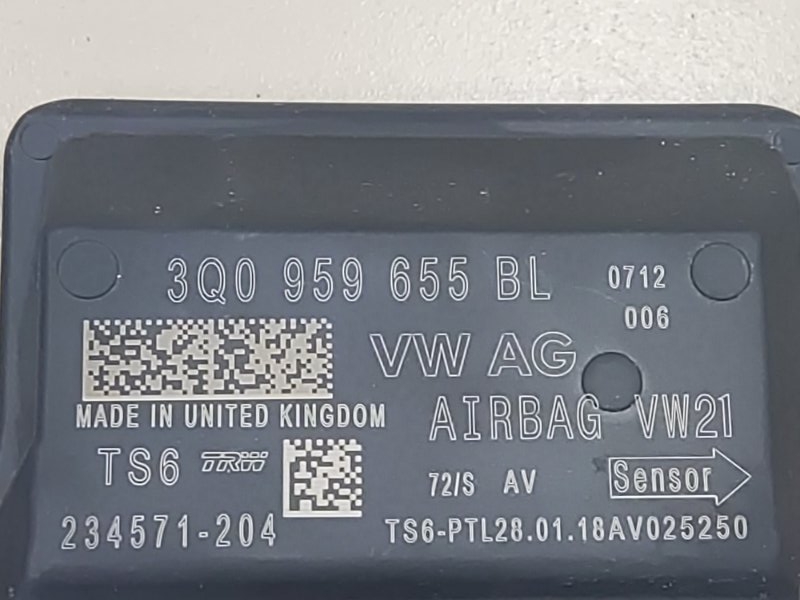 3Q0 959 655 BL 0712
006
VW AG
MADE IN UNITED KINGDOM
AIRBAG VW21
TS6 TRW
72/S AV
Sensor
234571-204
TS6-PTL28.01.18AV025250